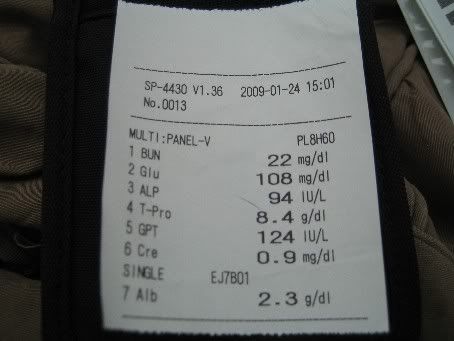 SP-4430 V1.36 2009-01-24 15:01
No.0013
MULTI:PANEL-V PL8H60
1 BUN 22 mg/dl
2 Glu 108 mg/dl
3 ALP 94 IU/L
4 T-Pro 8.4 g/dl
5 GPT 124 IU/L
6 Cre 0.9 mg/dl
SINGLE EJ7B01
7 Alb 2.3 g/dl